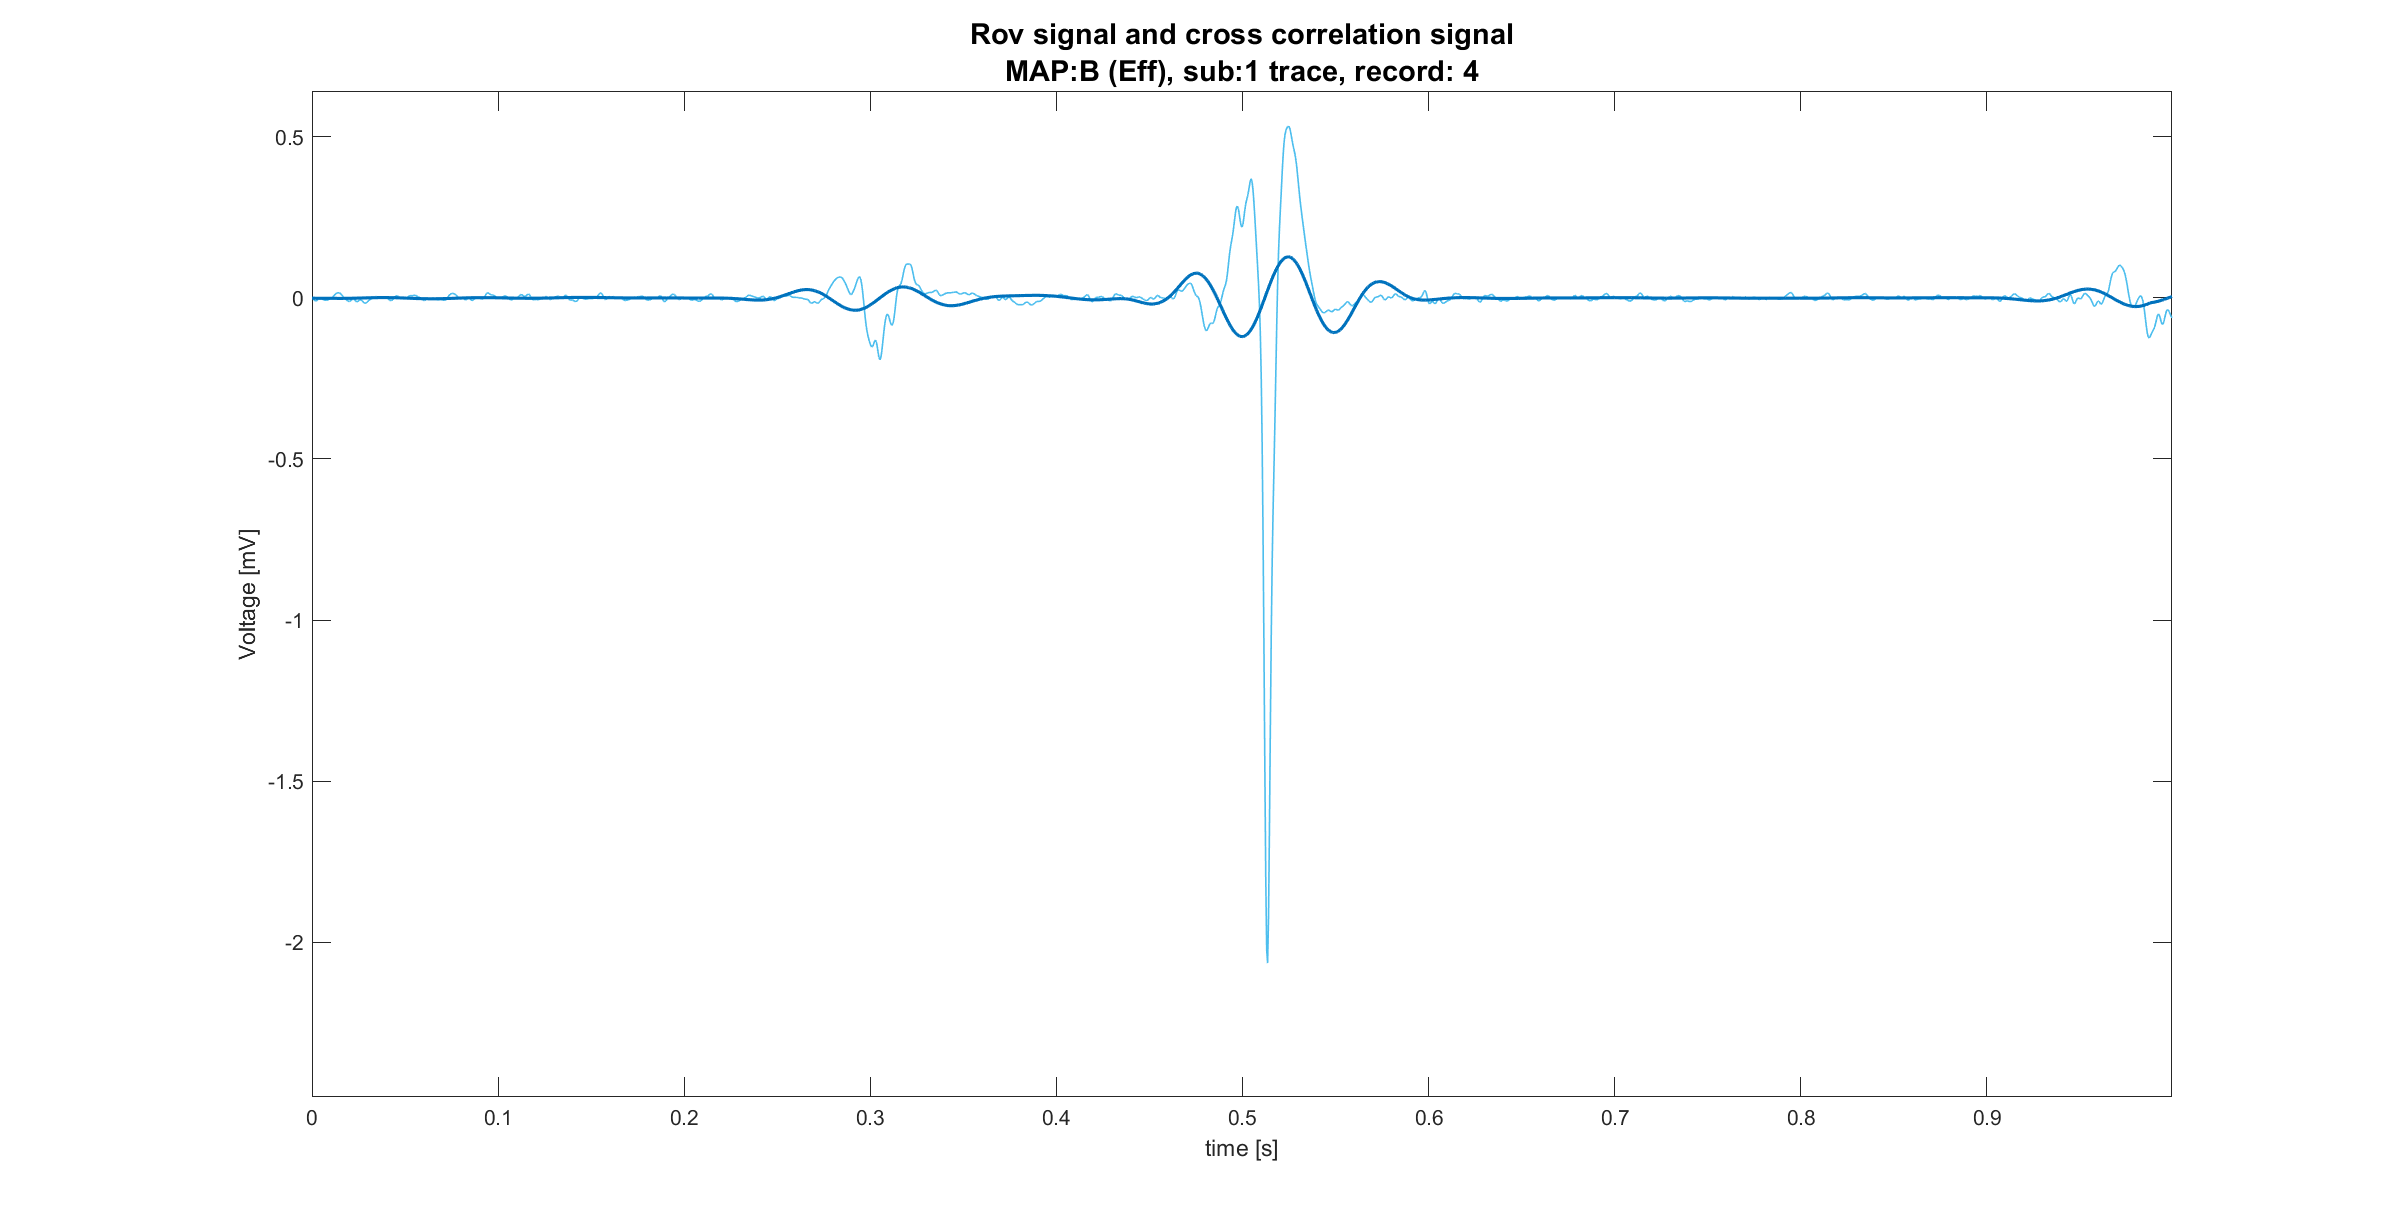 Rov signal and cross correlation signal
MAP:B (Eff), sub:1 trace, record: 4
0.5
0
-0.5
-1
-1.5
-2
Voltage [mV]
0 0.1 0.2 0.3 0.4 0.5 0.6 0.7 0.8 0.9
time [s]